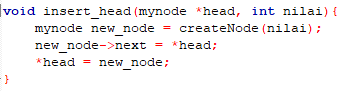 void insert_head(mynode *head, int nilai){
    mynode new_node = createNode(nilai);
    new_node->next = *head;
    *head = new_node;
}